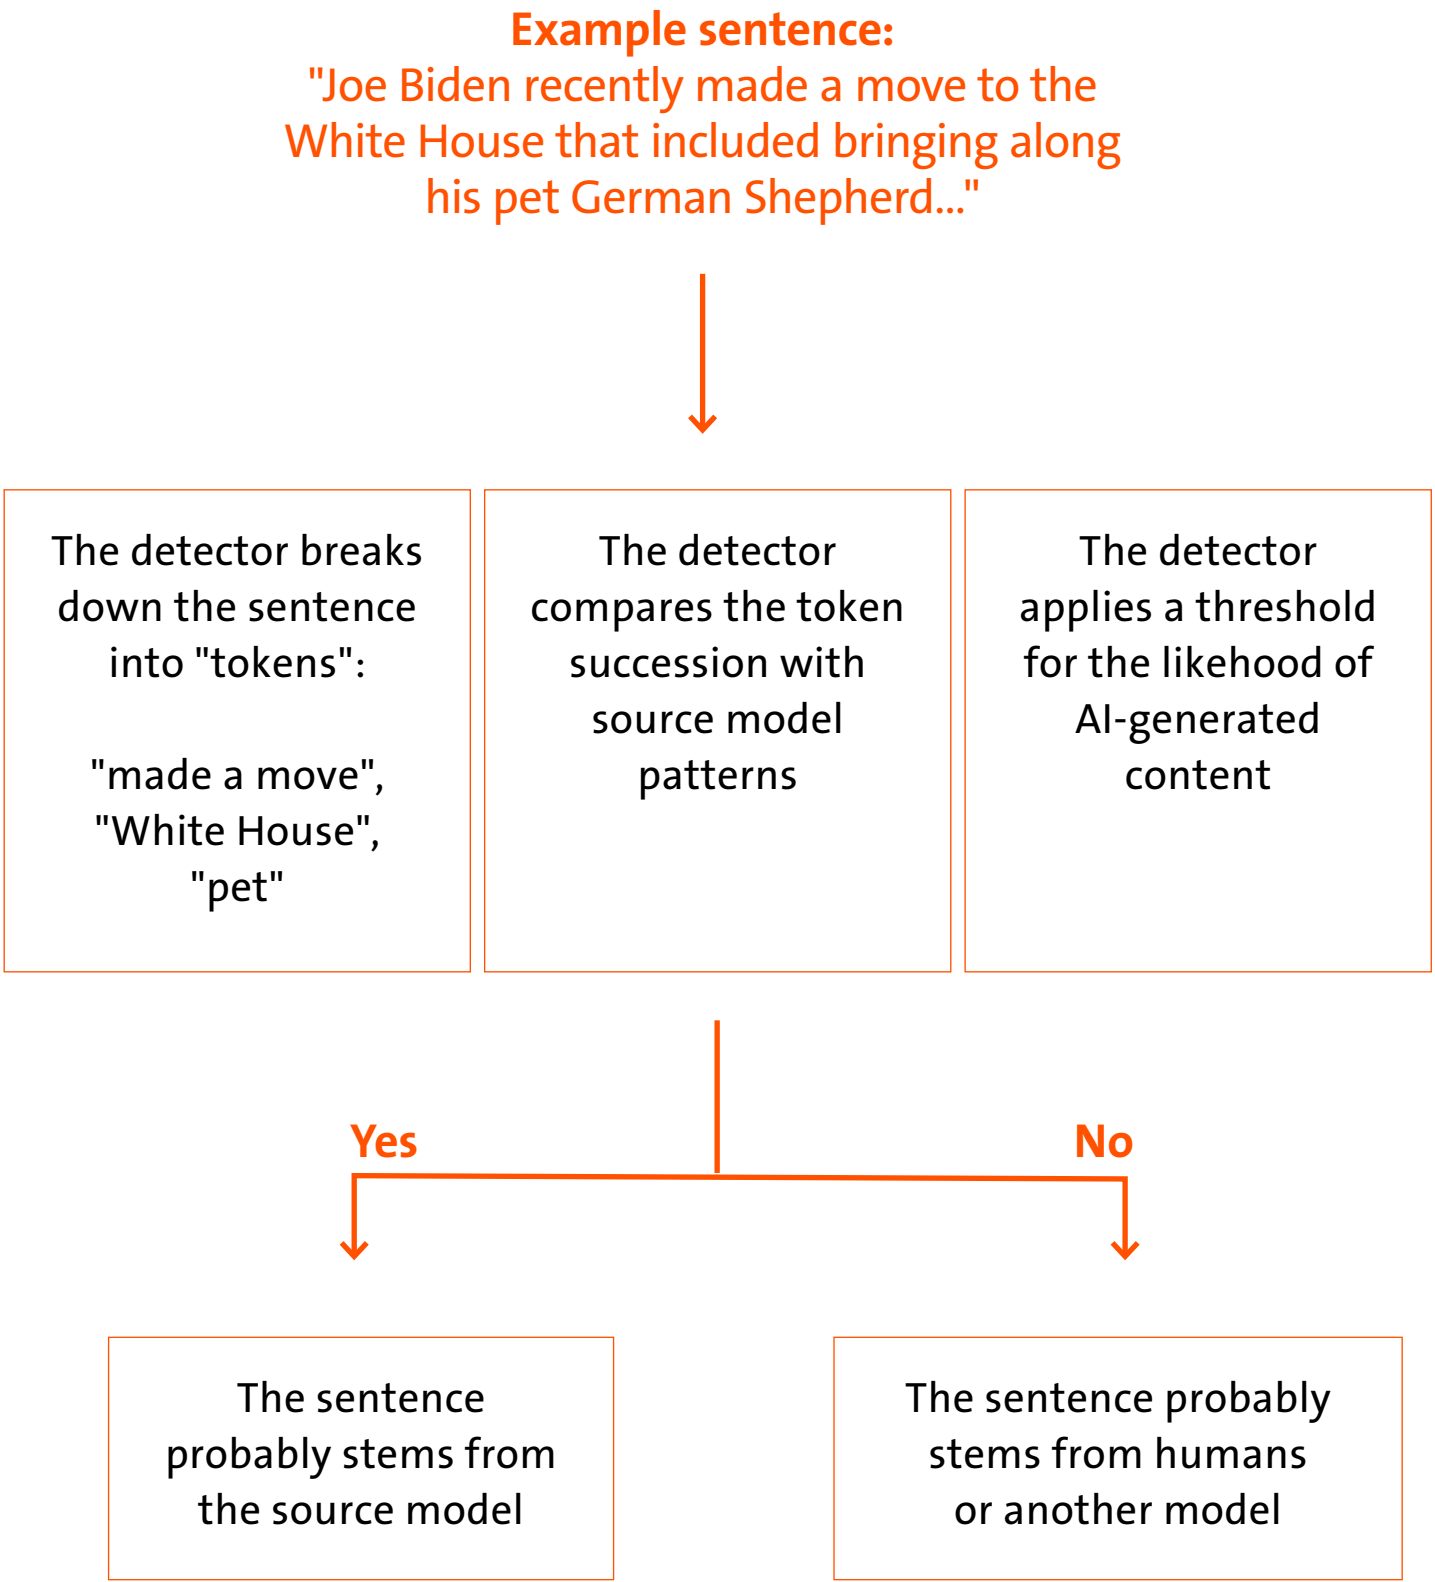 Example sentence:
"Joe Biden recently made a move to the
White House that included bringing along
his pet German Shepherd..."
The detector breaks
down the sentence
into "tokens":
"made a move",
"White House",
"pet"
The detector
compares the token
succession with
source model
patterns
The detector
applies a threshold
for the likehood of
AI-generated
content
Yes
No
The sentence
probably stems from
the source model
The sentence probably
stems from humans
or another model